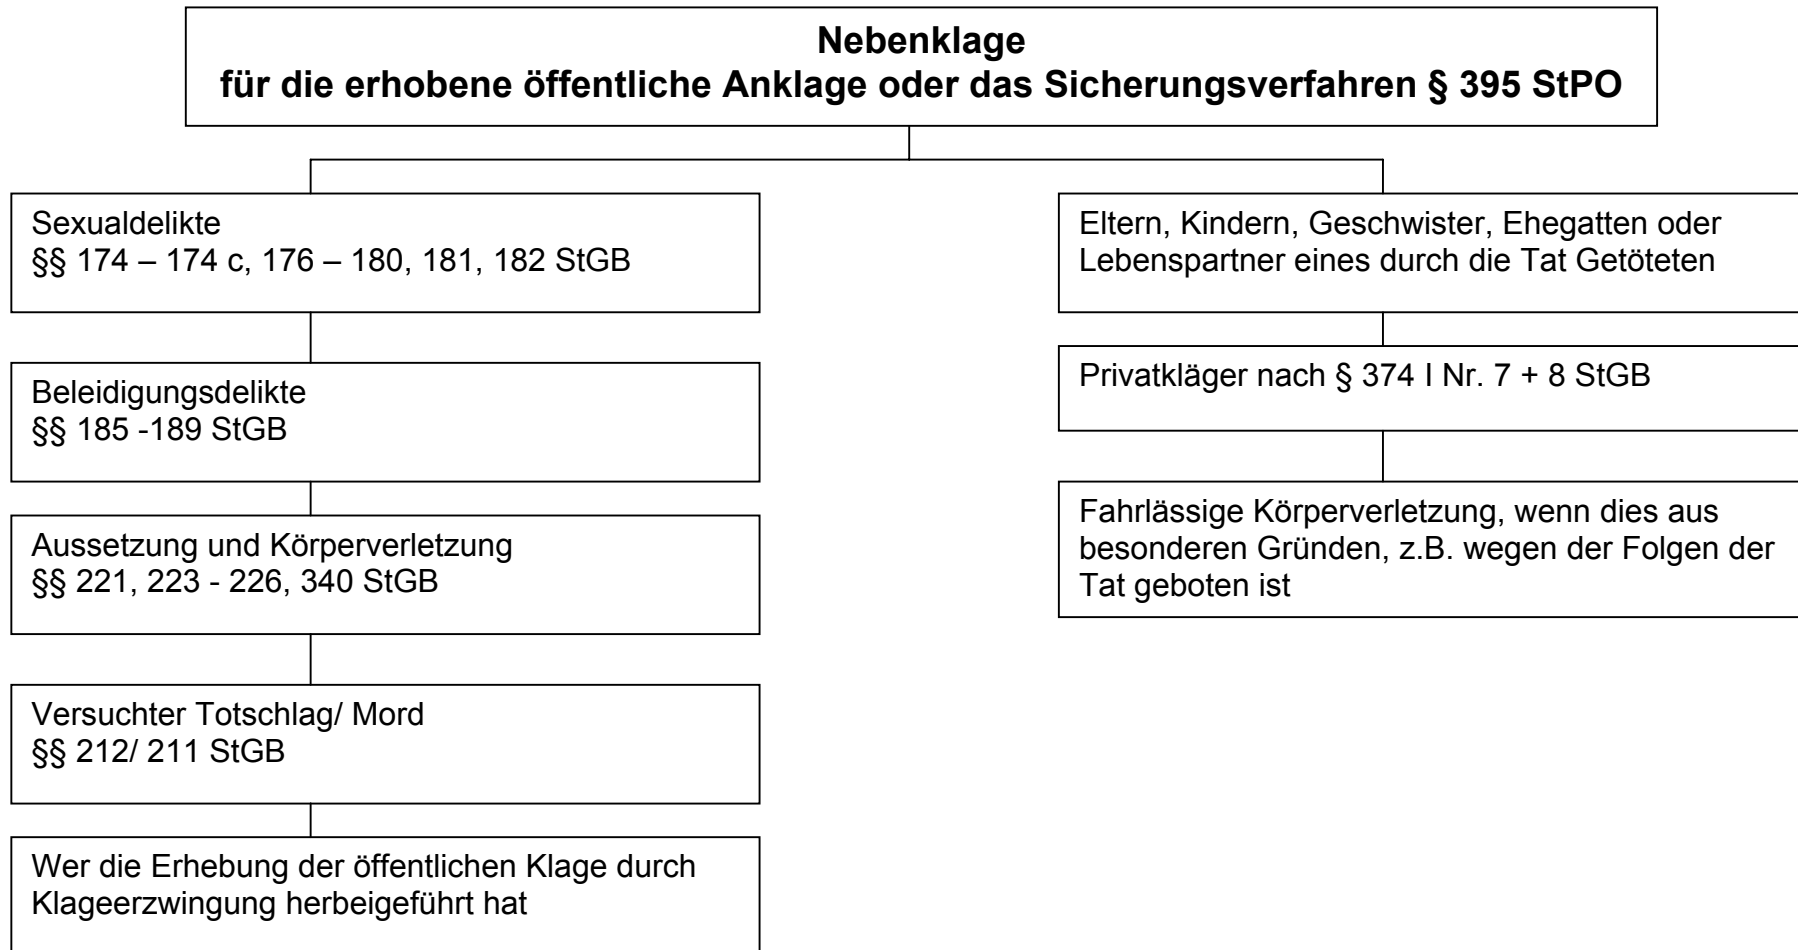 Nebenklage
für die erhobene öffentliche Anklage oder das Sicherungsverfahren § 395 StPO
Sexualdelikte
§§ 174 – 174 c, 176 – 180, 181, 182 StGB
Beleidigungsdelikte
§§ 185 -189 StGB
Aussetzung und Körperverletzung
§§ 221, 223 - 226, 340 StGB
Versuchter Totschlag/ Mord
§§ 212/ 211 StGB
Wer die Erhebung der öffentlichen Klage durch
Klageerzwingung herbeigeführt hat
Eltern, Kindern, Geschwister, Ehegatten oder
Lebenspartner eines durch die Tat Getöteten
Privatkläger nach § 374 I Nr. 7 + 8 StGB
Fahrlässige Körperverletzung, wenn dies aus
besonderen Gründen, z.B. wegen der Folgen der
Tat geboten ist